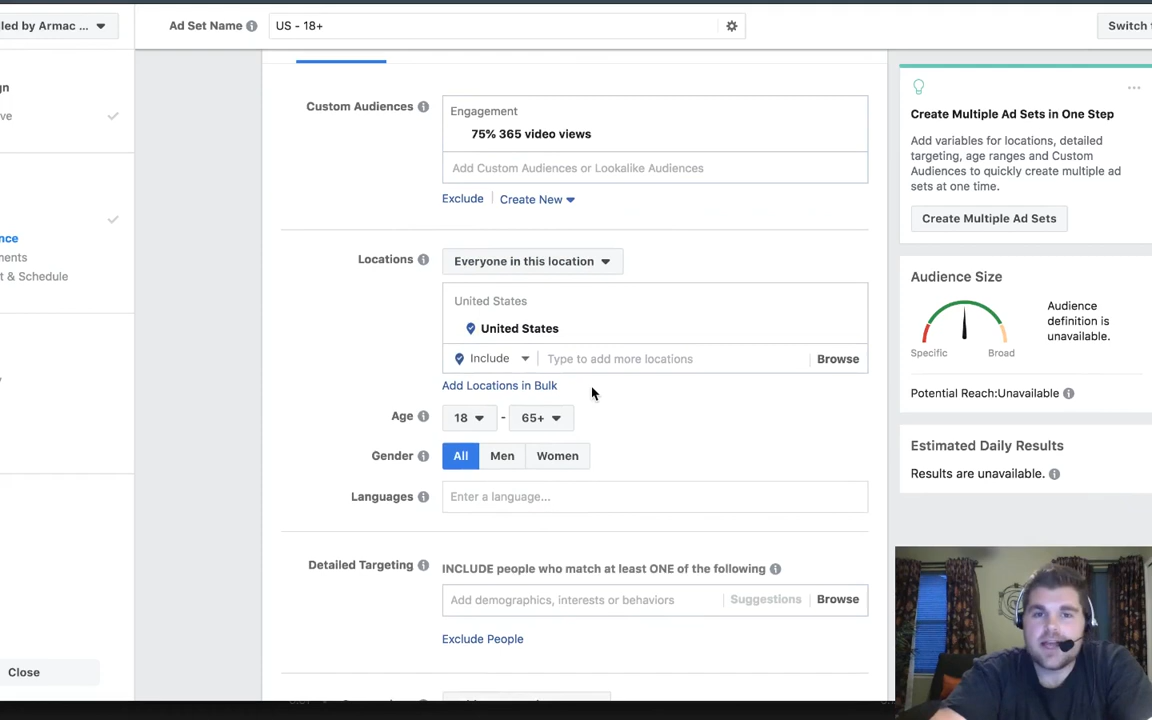 led by Armac ...
Ad Set Name
US - 18+
Switch
gn
ve
nce
ments
t & Schedule
y
Close
Custom Audiences
Engagement
75% 365 video views
Add Custom Audiences or Lookalike Audiences
Exclude
Create New
Locations
Everyone in this location
United States
United States
Include
Type to add more locations
Browse
Add Locations in Bulk
Age
18 - 65+
Gender
All Men Women
Languages
Enter a language...
Detailed Targeting
INCLUDE people who match at least ONE of the following
Add demographics, interests or behaviors
Suggestions
Browse
Exclude People
Create Multiple Ad Sets in One Step
Add variables for locations, detailed
targeting, age ranges and Custom
Audiences to quickly create multiple ad
sets at one time.
Create Multiple Ad Sets
Audience Size
Specific
Broad
Audience
definition is
unavailable.
Potential Reach:Unavailable
Estimated Daily Results
Results are unavailable.